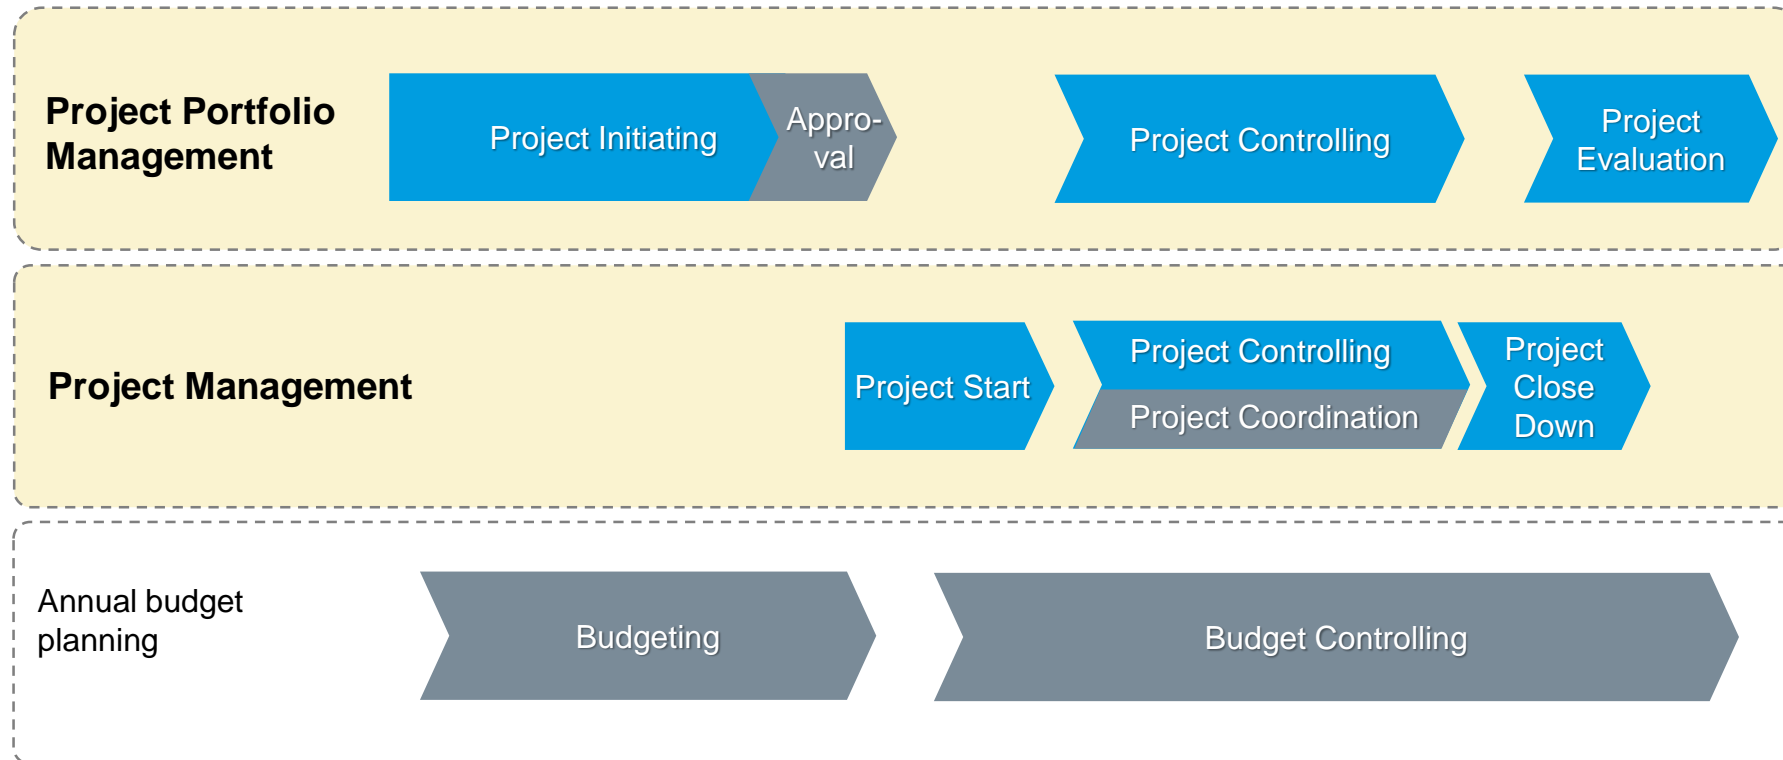 Project Portfolio
Management
Project Initiating
Appro-
val
Project Controlling
Project
Evaluation
Project Management
Project Start
Project Controlling
Project Coordination
Project
Close
Down
Annual budget
planning
Budgeting
Budget Controlling